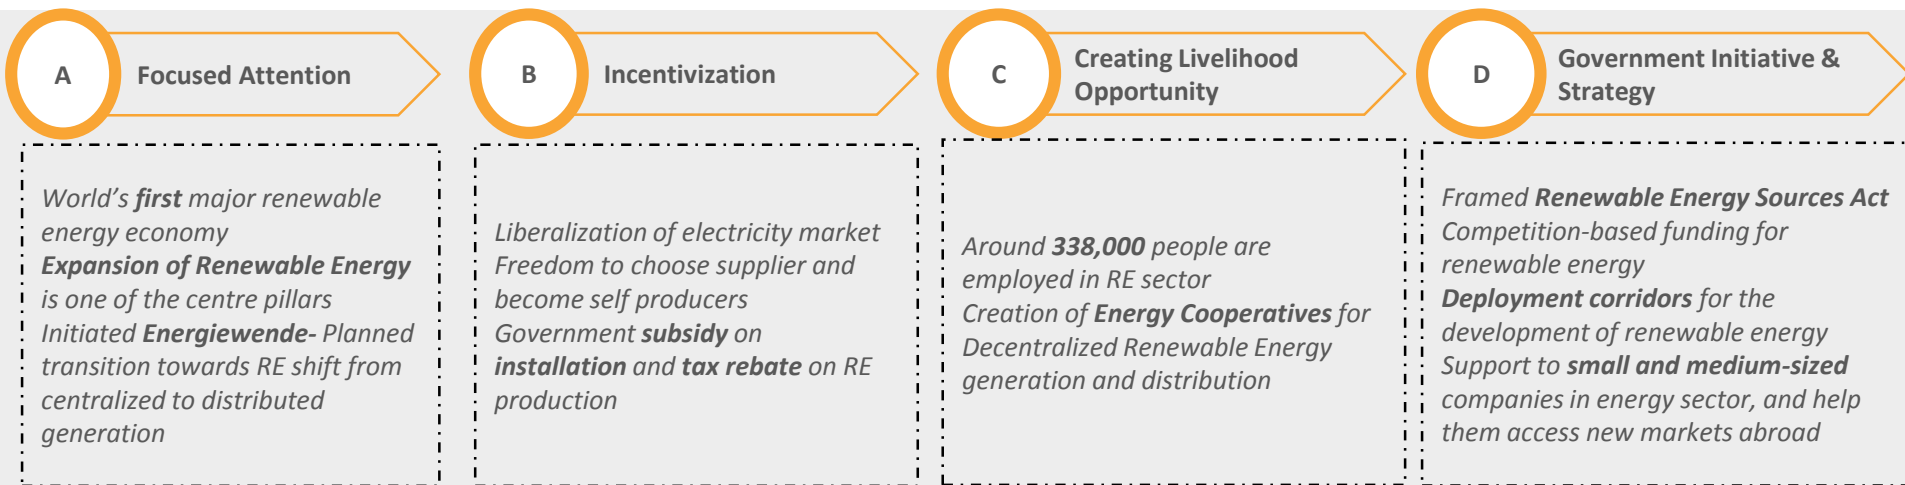 A
Focused Attention
World's first major renewable
energy economy
Expansion of Renewable Energy
is one of the centre pillars
Initiated Energiewende- Planned
transition towards RE shift from
centralized to distributed
generation
B
Incentivization
Liberalization of electricity market
Freedom to choose supplier and
become self producers
Government subsidy on
installation and tax rebate on RE
production
C
Creating Livelihood
Opportunity
Around 338,000 people are
employed in RE sector
Creation of Energy Cooperatives for
Decentralized Renewable Energy
generation and distribution
D
Government Initiative &
Strategy
Framed Renewable Energy Sources Act
Competition-based funding for
renewable energy
Deployment corridors for the
development of renewable energy
Support to small and medium-sized
companies in energy sector, and help
them access new markets abroad